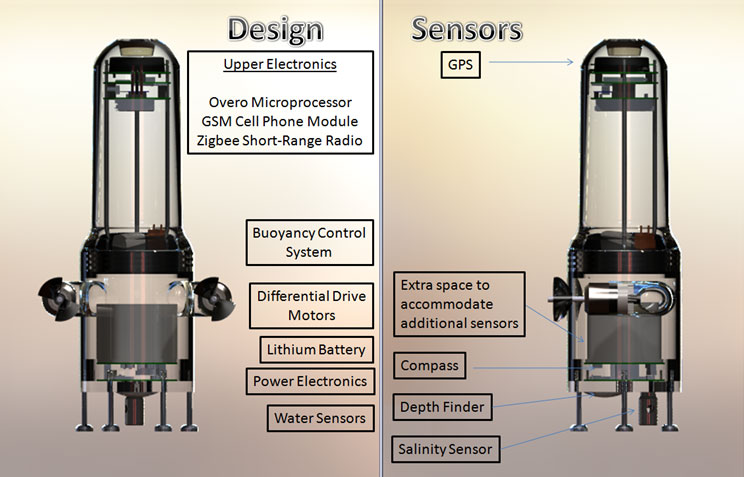 Design
Upper Electronics
Overo Microprocessor
GSM Cell Phone Module
Zigbee Short-Range Radio
Buoyancy Control
System
Differential Drive
Motors
Lithium Battery
Power Electronics
Water Sensors
Sensors
GPS
Extra space to
accommodate
additional sensors
Compass
Depth Finder
Salinity Sensor